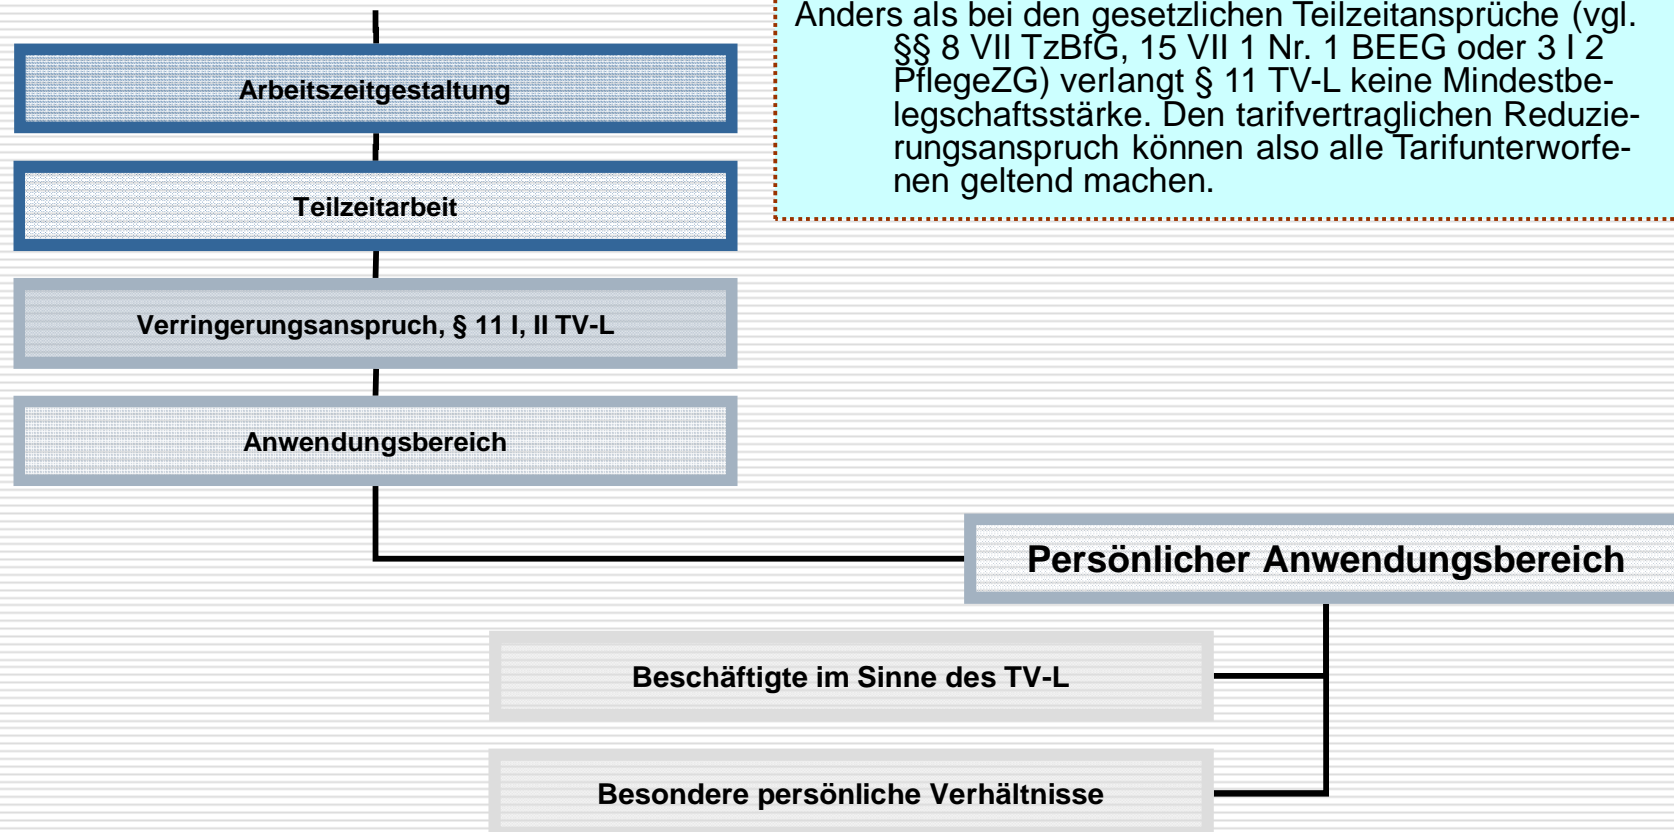 Anders als bei den gesetzlichen Teilzeitansprüche (vgl.
§§ 8 VII TzBfG, 15 VII 1 Nr. 1 BEEG oder 3 I 2
PflegeZG) verlangt § 11 TV-L keine Mindestbe-
legschaftsstärke. Den tarifvertraglichen Reduzie-
rungsanspruch können also alle Tarifunterworfe-
nen geltend machen.
Arbeitszeitgestaltung
Teilzeitarbeit
Verringerungsanspruch, § 11 I, II TV-L
Anwendungsbereich
Persönlicher Anwendungsbereich
Beschäftigte im Sinne des TV-L
Besondere persönliche Verhältnisse